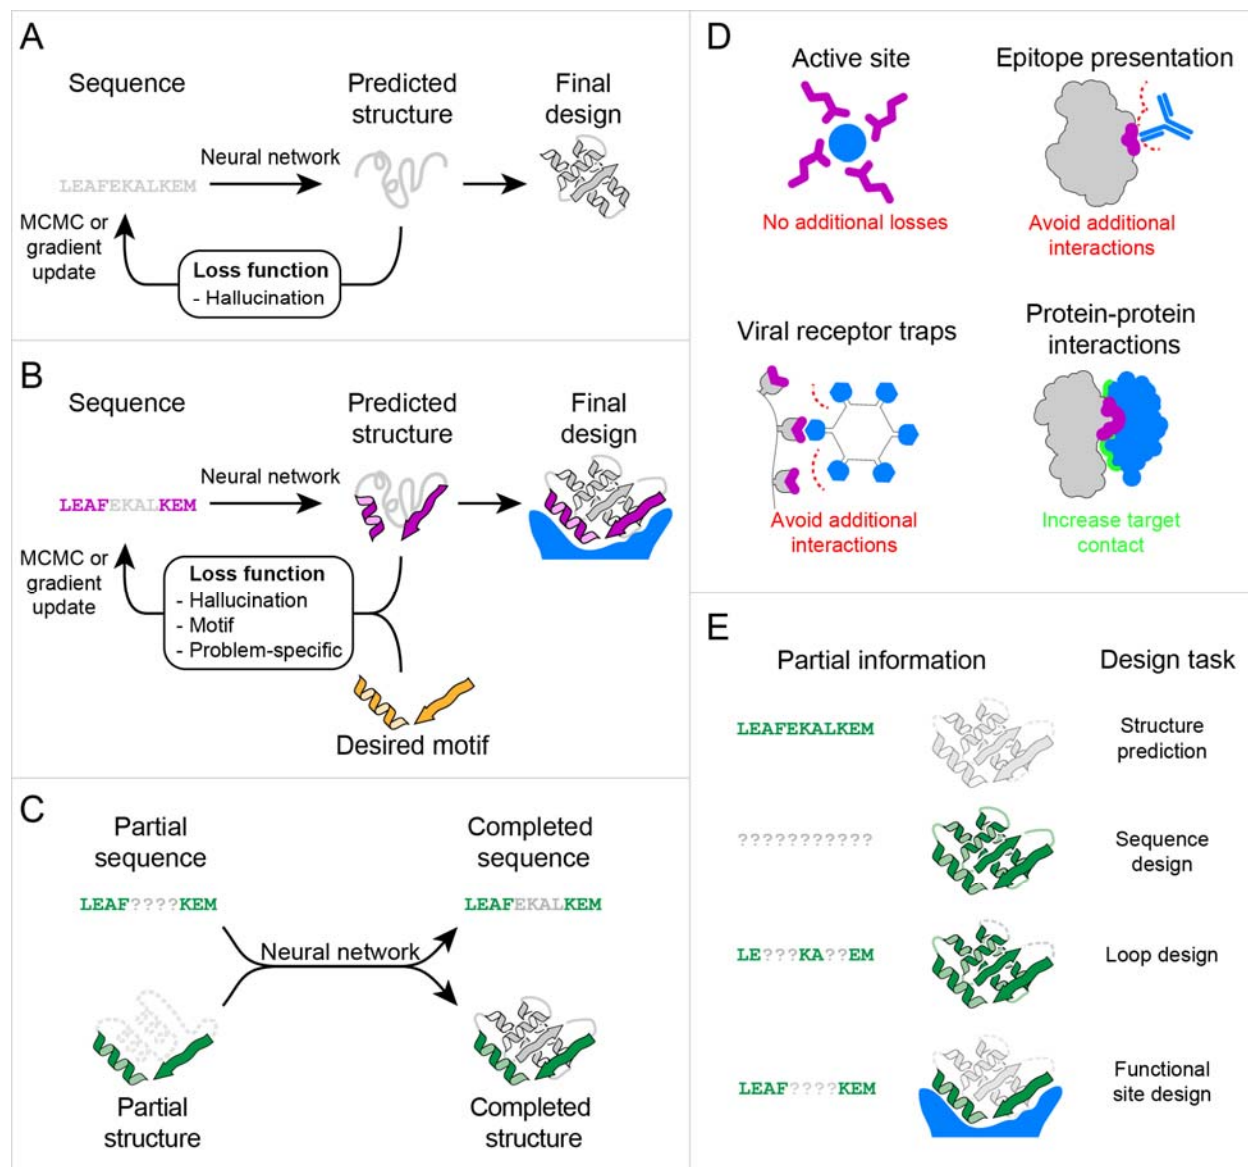 A
Sequence
Predicted
structure
Final
design
Neural network
LEAFEKALKEM
MCMC or
gradient
update
Loss function
- Hallucination
B
Sequence
Predicted
structure
Final
design
Neural network
LEAFEKALKEM
MCMC or
gradient
update
Loss function
- Hallucination
- Motif
- Problem-specific
Desired motif
C
Partial
sequence
Completed
sequence
LEAF????KEM
LEAFEKALKEM
Neural network
Partial
structure
Completed
structure
D
Active site
No additional losses
Epitope presentation
Avoid additional
interactions
Viral receptor traps
Avoid additional
interactions
Protein-protein
interactions
Increase target
contact
E
Partial information
Design task
LEAFEKALKEM
Structure
prediction
???????????
Sequence
design
LE???KA??EM
Loop design
LEAF????KEM
Functional
site design